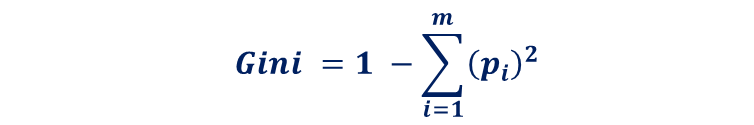 Gini = 1 - ∑_{i=1}^{m} (p_i)^2